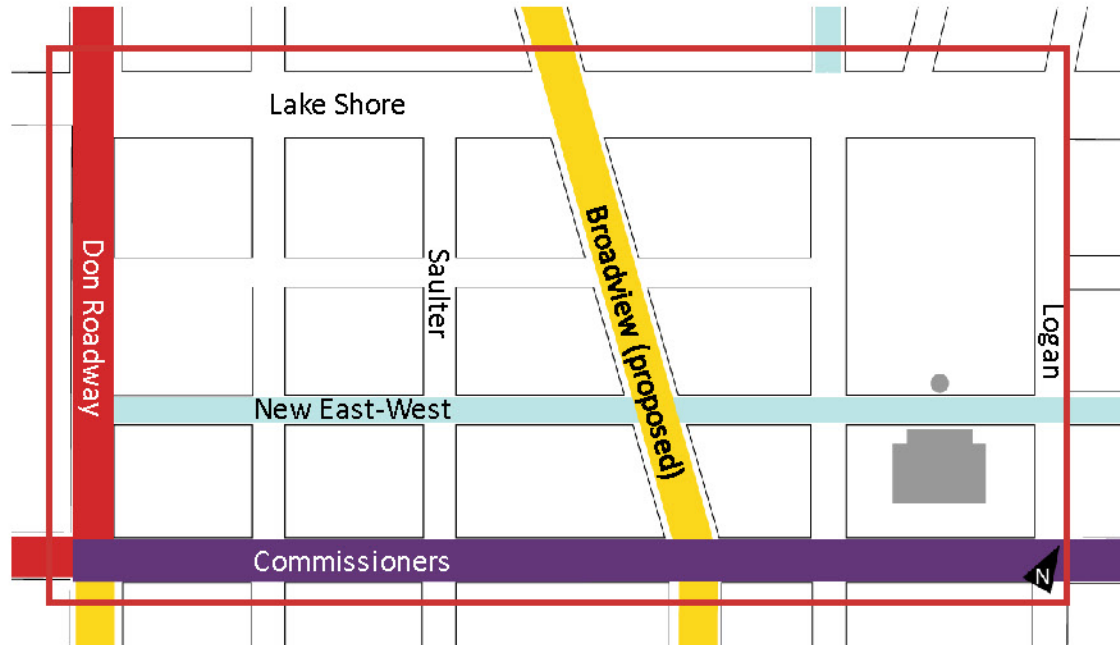 Lake Shore
Don Roadway
Saulter
Broadview (proposed)
Logan
New East-West
Commissioners
N